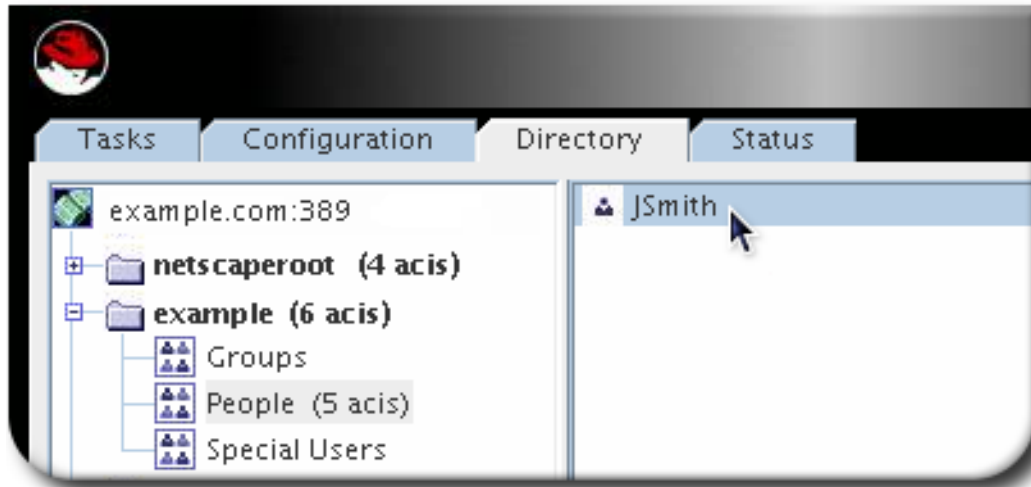 Tasks
Configuration
Directory
Status
example.com:389
netscaperoot (4 acis)
example (6 acis)
Groups
People (5 acis)
Special Users
JSmith